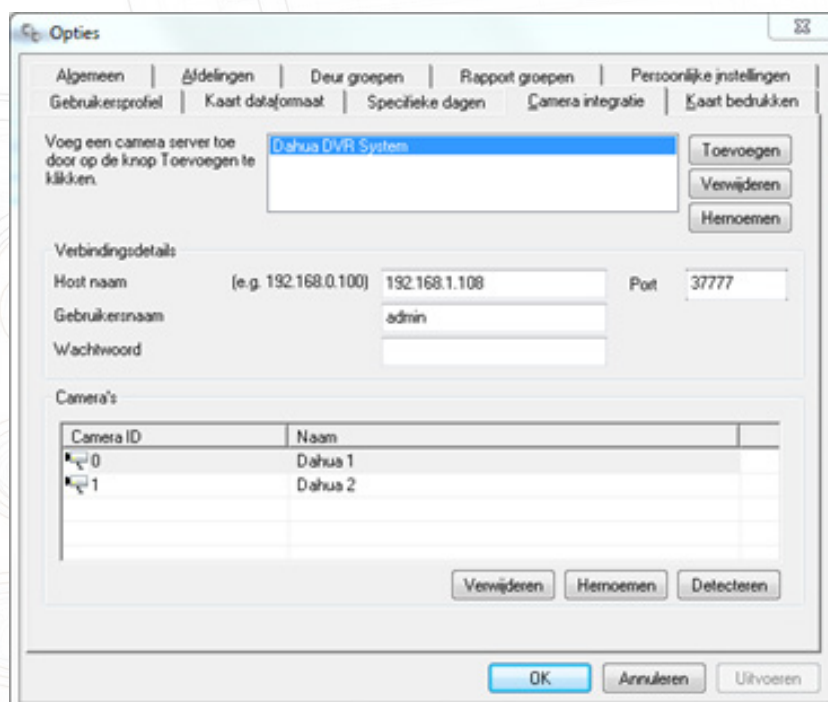 Opties
Algemeen Afdelingen Deur groepen Rapport groepen Persoonlijke instellingen
Gebruikersprofiel Kaart dataformaat Specifieke dagen Camera integratie Kaart bedrukken
Voeg een camera server toe
door op de knop Toevoegen te
klikken.
Dahua DVR System
Toevoegen
Verwijderen
Hernoemen
Verbindingsdetails
Host naam (e.g. 192.168.0.100) 192.168.1.108 Port 37777
Gebruikersnaam admin
Wachtwoord
Camera's
Camera ID Naam
0 Dahua 1
1 Dahua 2
Verwijderen Hernoemen Detecteren
OK Annuleren Uitvoeren